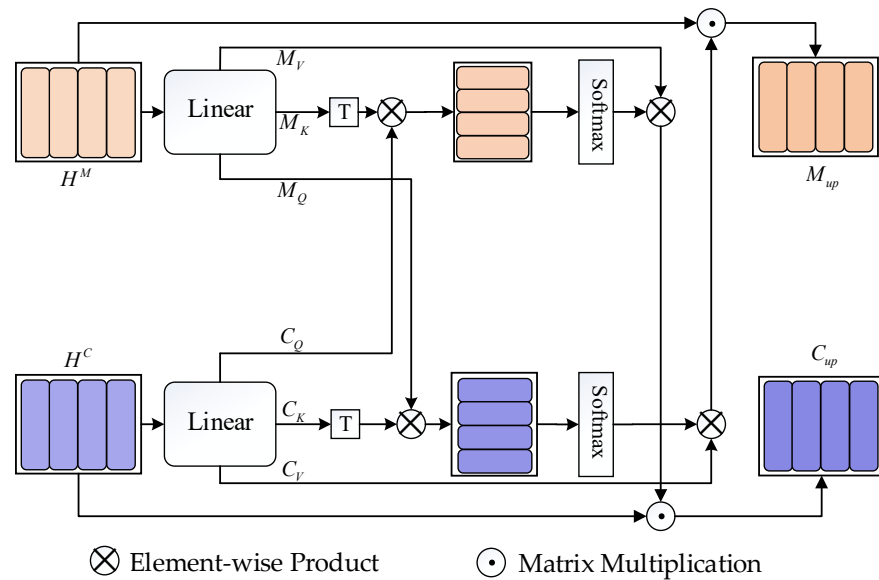 M_V
Linear
M_K
T
Softmax
H^M
M_Q
M_up
C_Q
H^C
C_up
Linear
C_K
T
Softmax
C_V
Element-wise Product
Matrix Multiplication